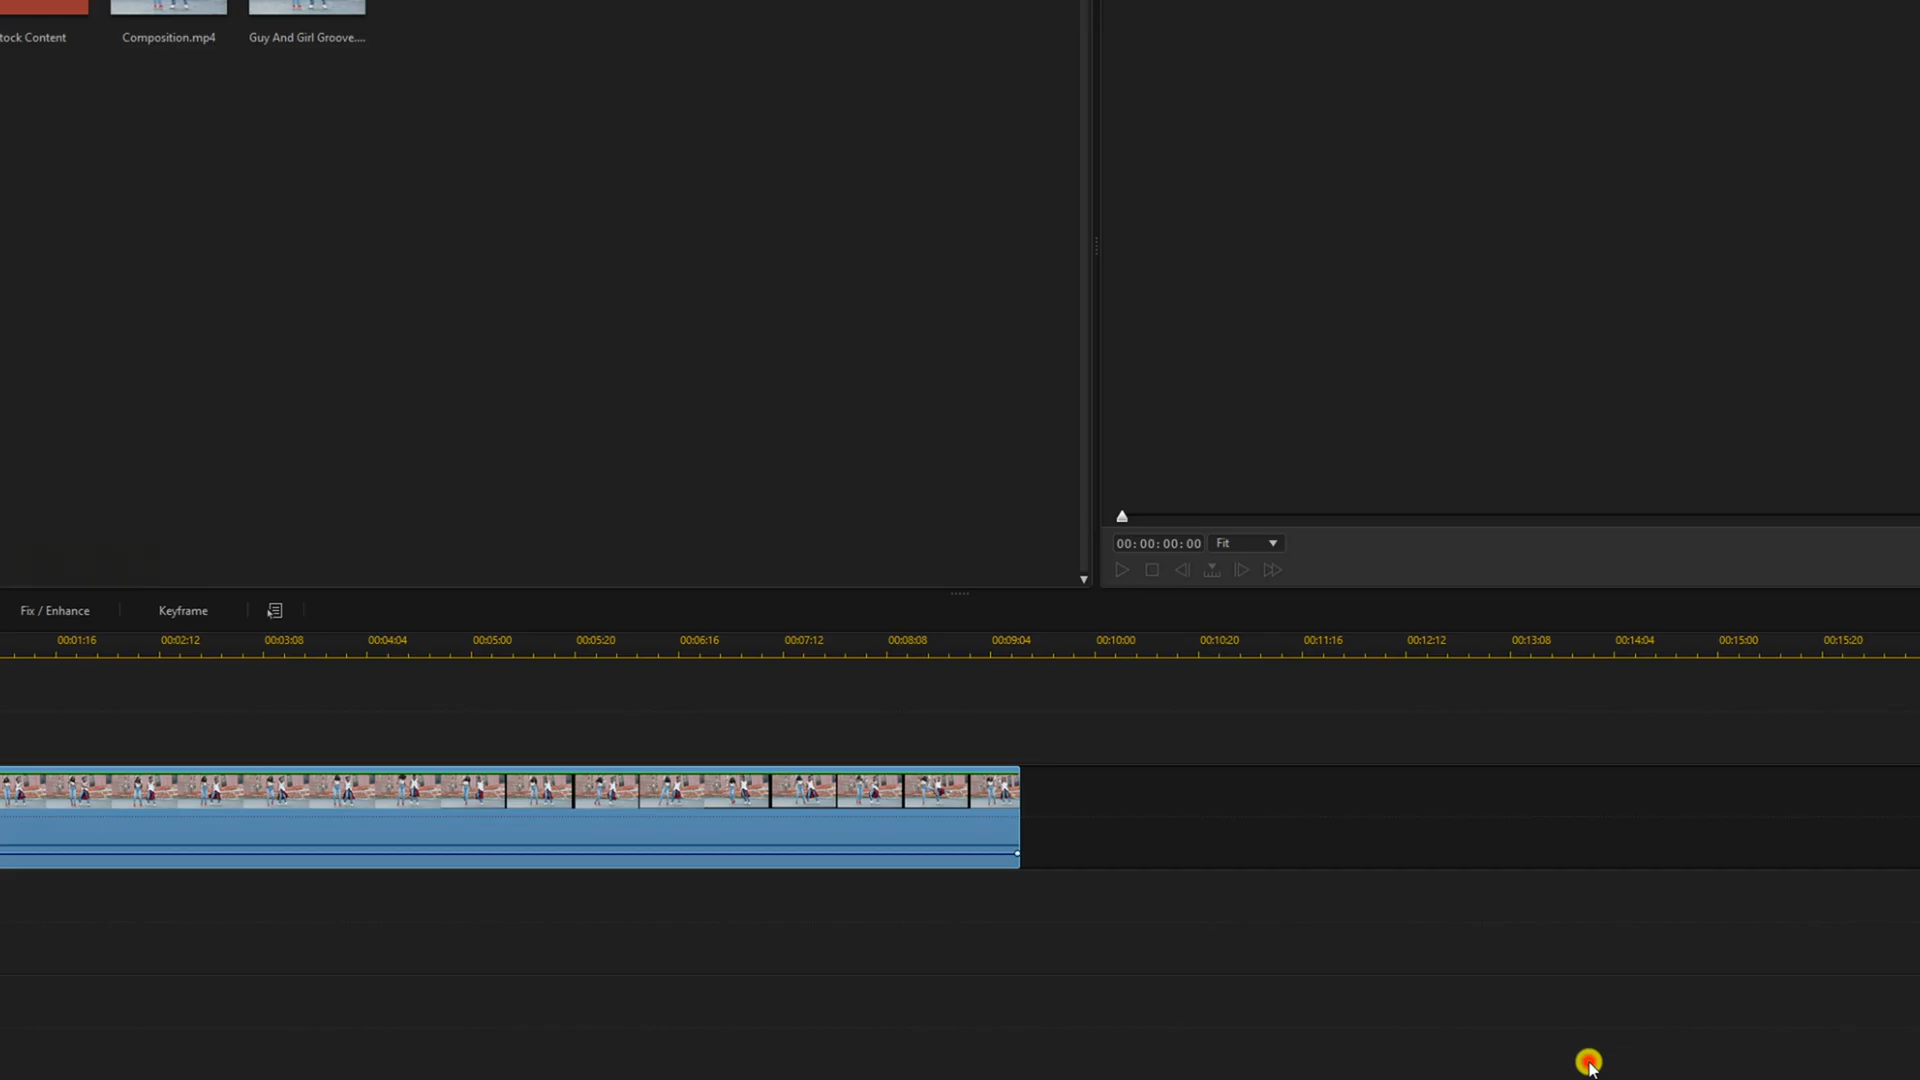 tock Content Composition.mp4 Guy And Girl Groove....
00:00:00:00 Fit
Fix / Enhance Keyframe
00:01:16 00:02:12 00:03:08 00:04:04 00:05:00 00:05:20 00:06:16 00:07:12 00:08:08 00:09:04 00:10:00 00:10:20 00:11:16 00:12:12 00:13:08 00:14:04 00:15:00 00:15:20